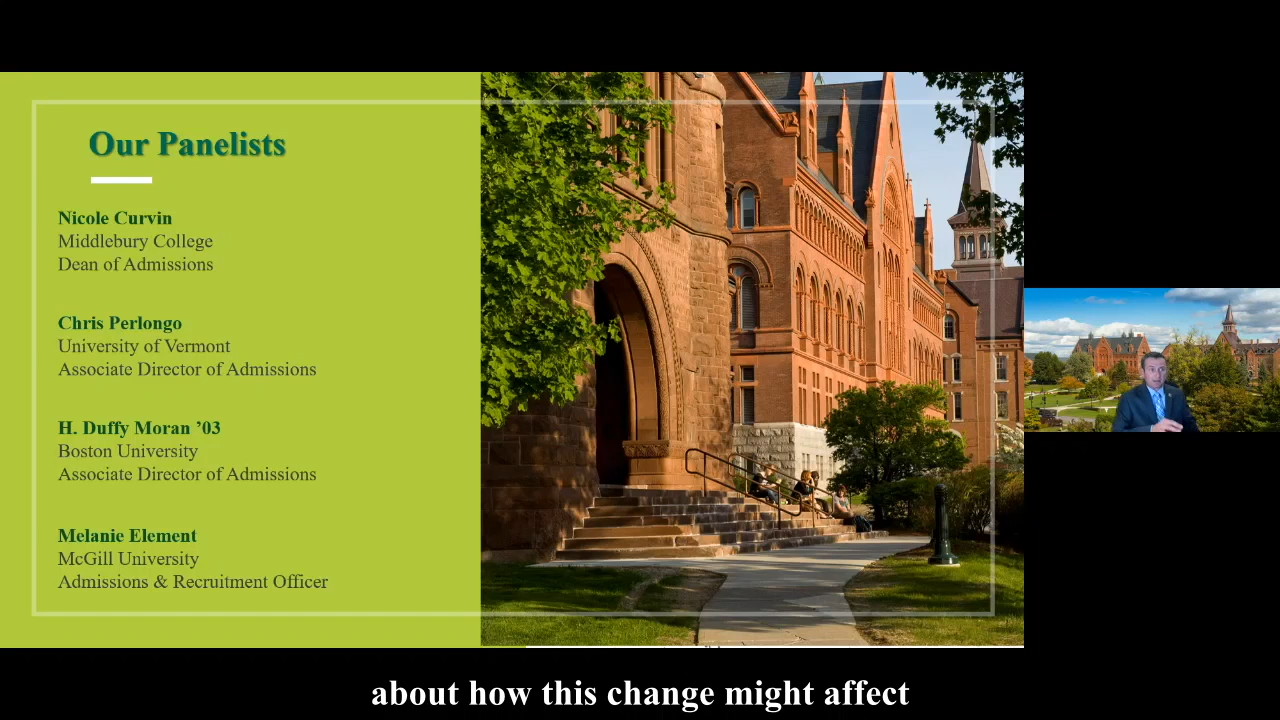 Our Panelists
Nicole Curvin
Middlebury College
Dean of Admissions
Chris Perlongo
University of Vermont
Associate Director of Admissions
H. Duffy Moran ’03
Boston University
Associate Director of Admissions
Melanie Element
McGill University
Admissions & Recruitment Officer
about how this change might affect